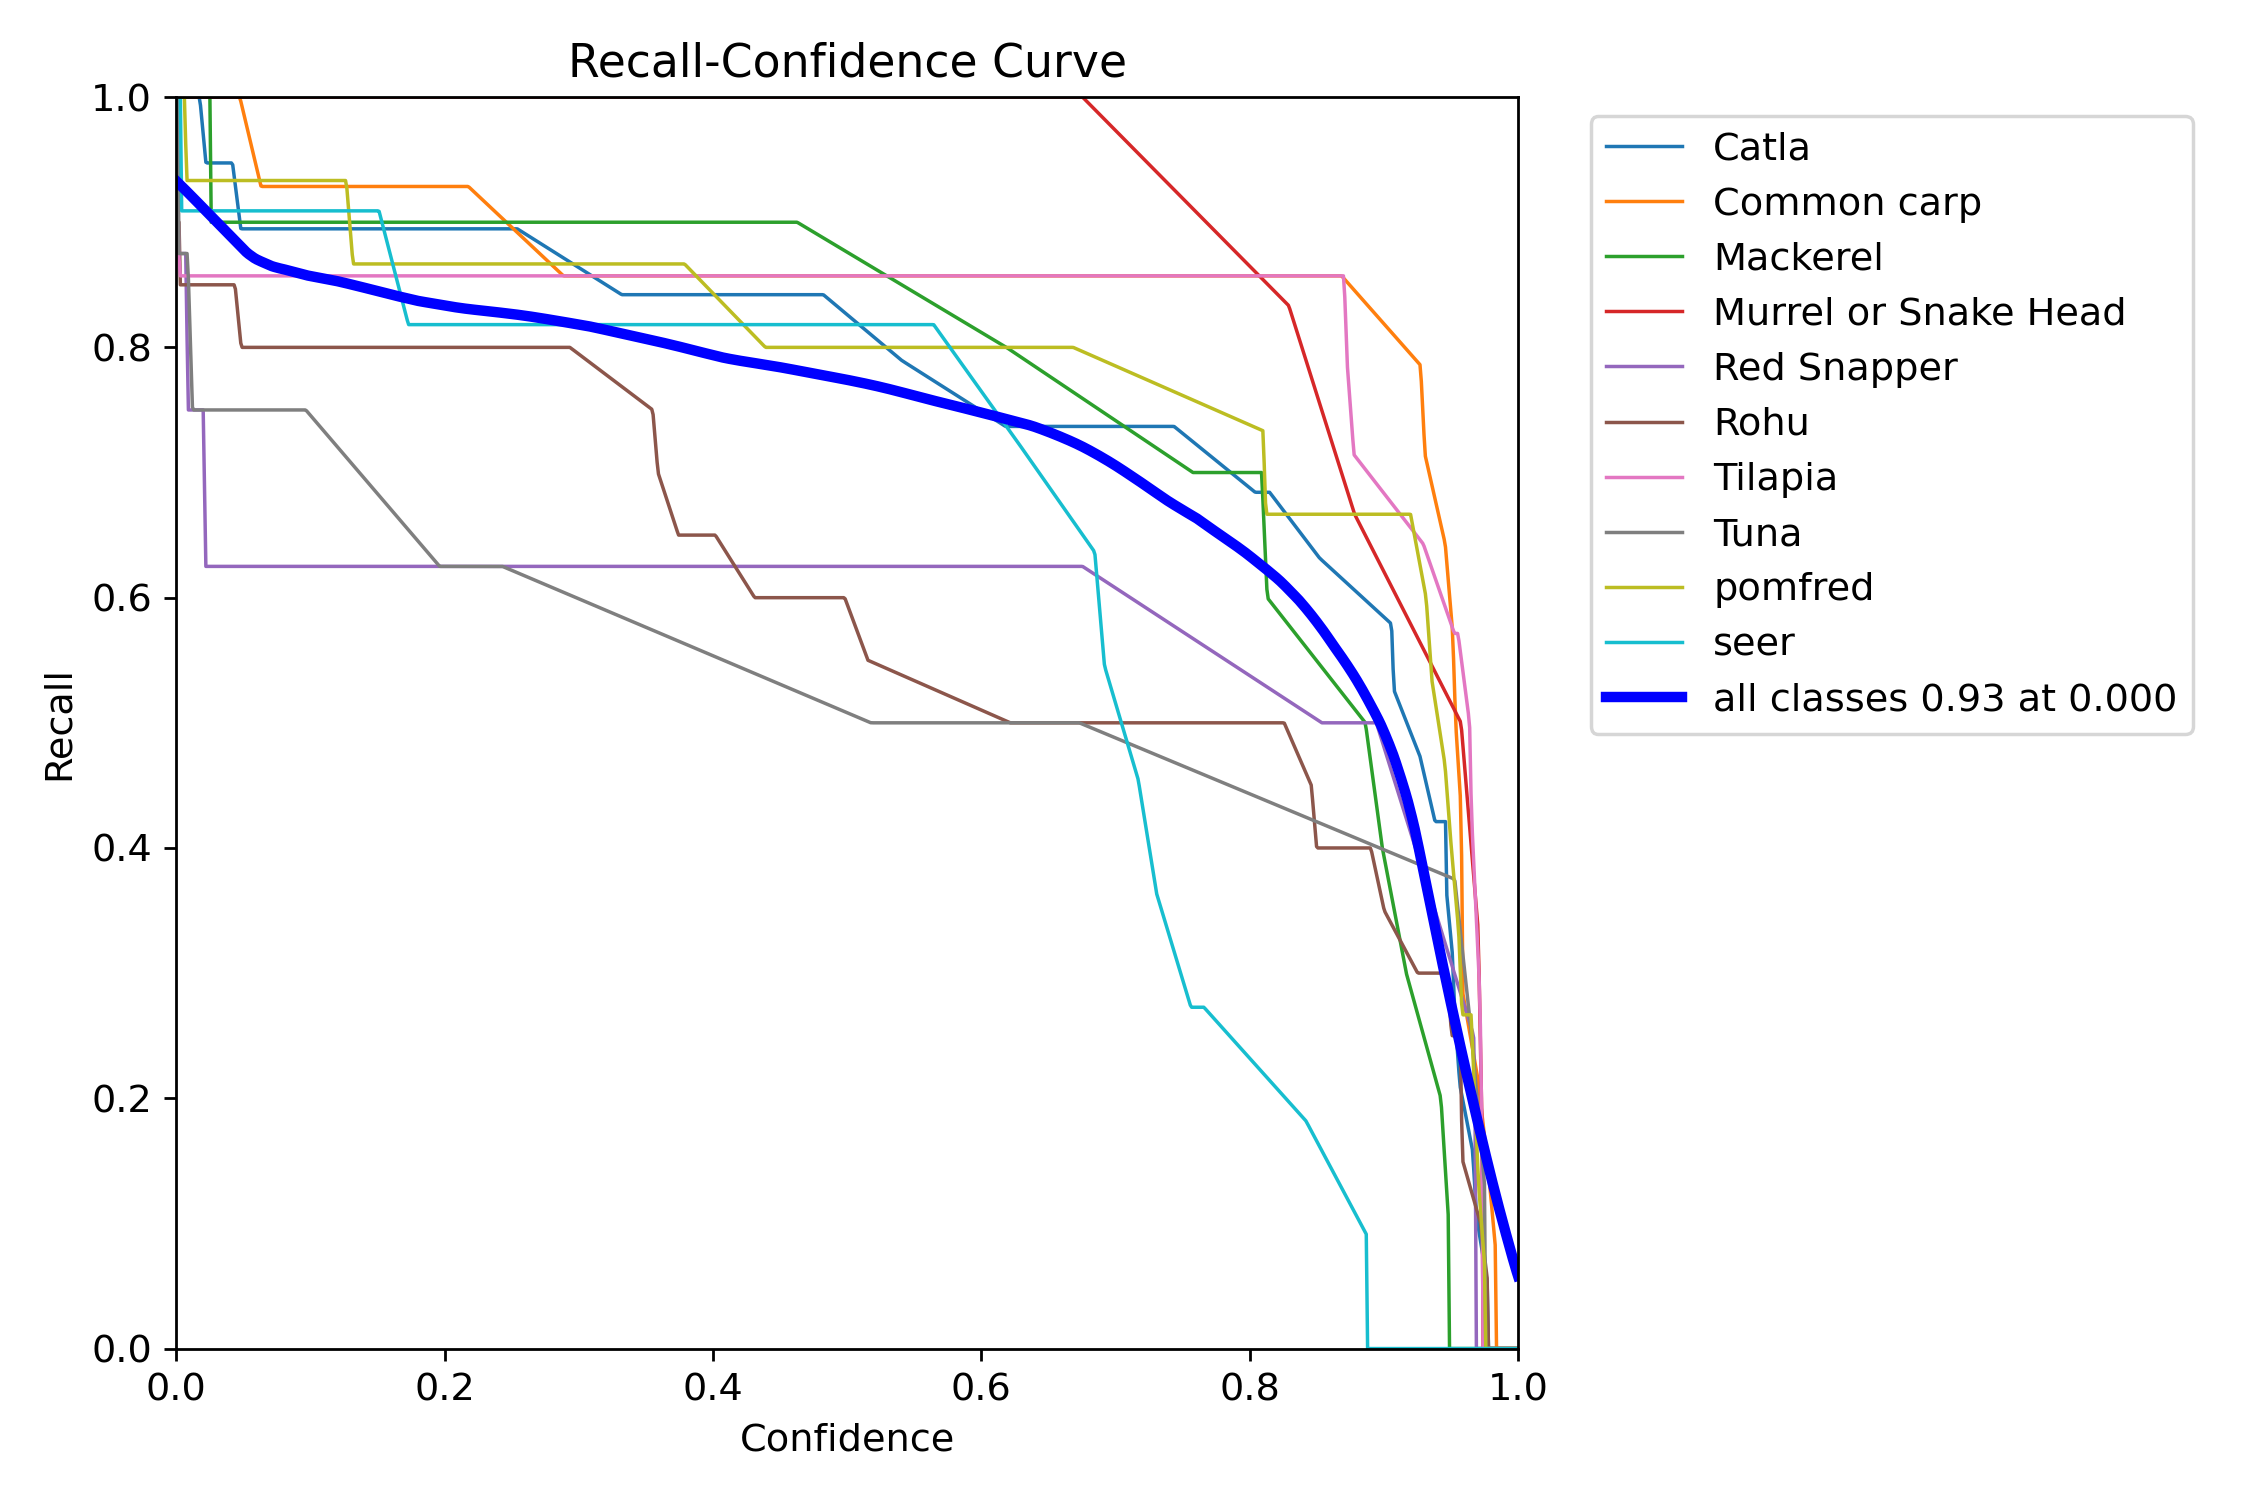 Recall-Confidence Curve
1.0
0.8
0.6
0.4
0.2
0.0
Recall
0.0 0.2 0.4 0.6 0.8 1.0
Confidence
Catla
Common carp
Mackerel
Murrel or Snake Head
Red Snapper
Rohu
Tilapia
Tuna
pomfred
seer
all classes 0.93 at 0.000